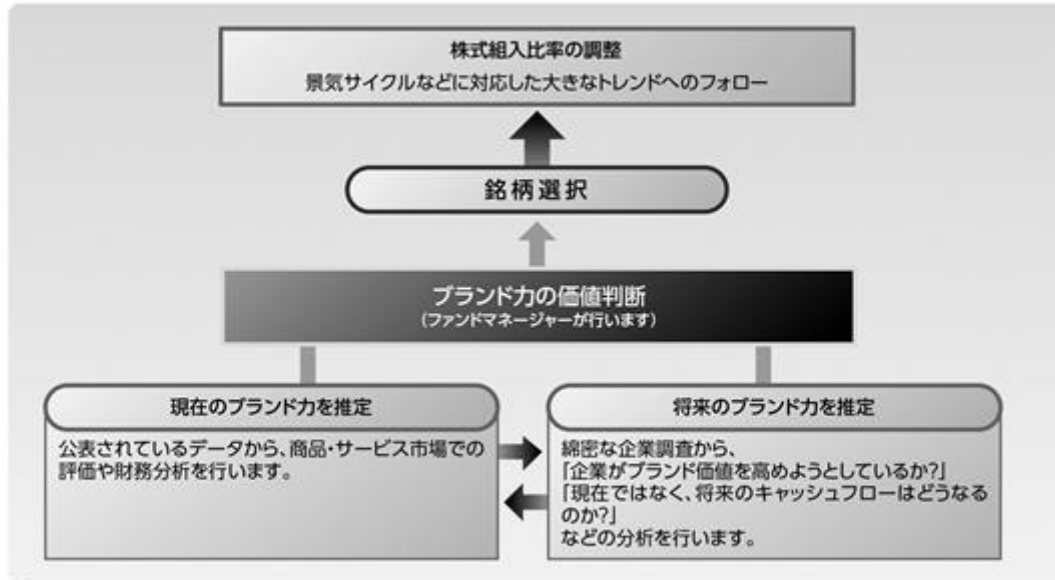 株式組入比率の調整
景気サイクルなどに対応した大きなトレンドへのフォロー
銘柄選択
ブランド力の価値判断
(ファンドマネージャーが行います)
現在のブランド力を推定
公表されているデータから、商品・サービス市場での
評価や財務分析を行います。
将来のブランド力を推定
綿密な企業調査から、
「企業がブランド価値を高めようとしているか?」
「現在ではなく、将来のキャッシュフローはどうなる
のか?」
などの分析を行います。